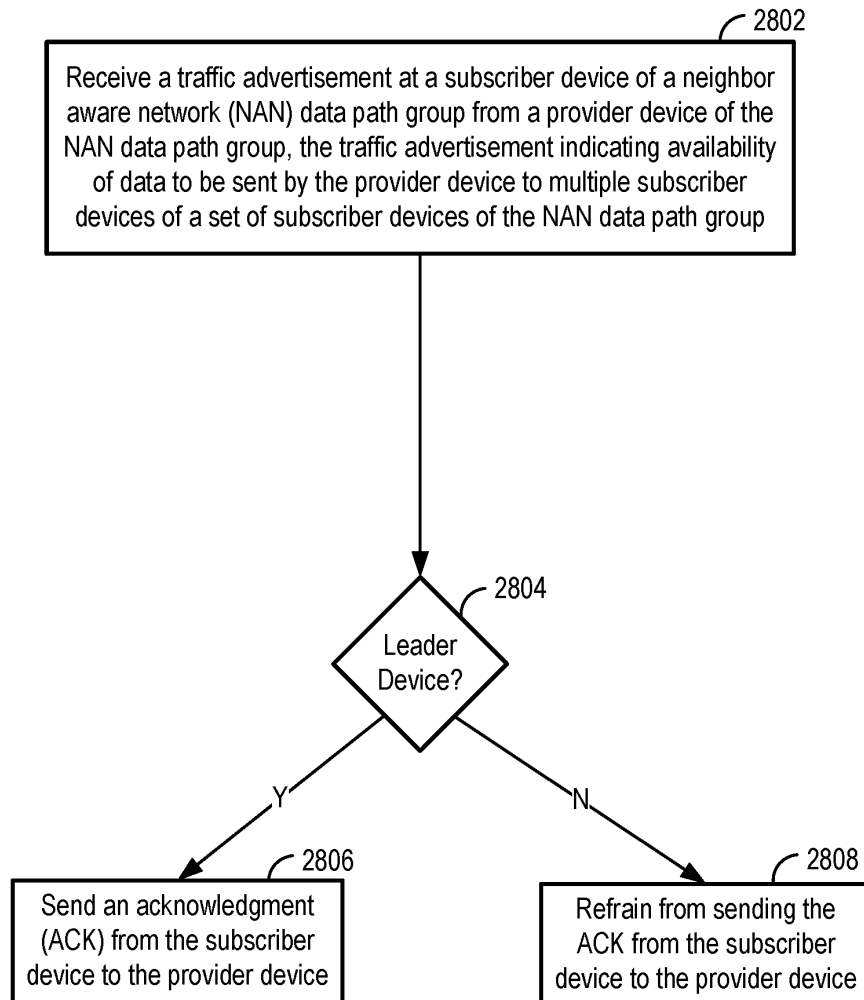 2802
Receive a traffic advertisement at a subscriber device of a neighbor
aware network (NAN) data path group from a provider device of the
NAN data path group, the traffic advertisement indicating availability
of data to be sent by the provider device to multiple subscriber
devices of a set of subscriber devices of the NAN data path group
2804
Leader
Device?
Y
N
2806
Send an acknowledgment
(ACK) from the subscriber
device to the provider device
2808
Refrain from sending the
ACK from the subscriber
device to the provider device